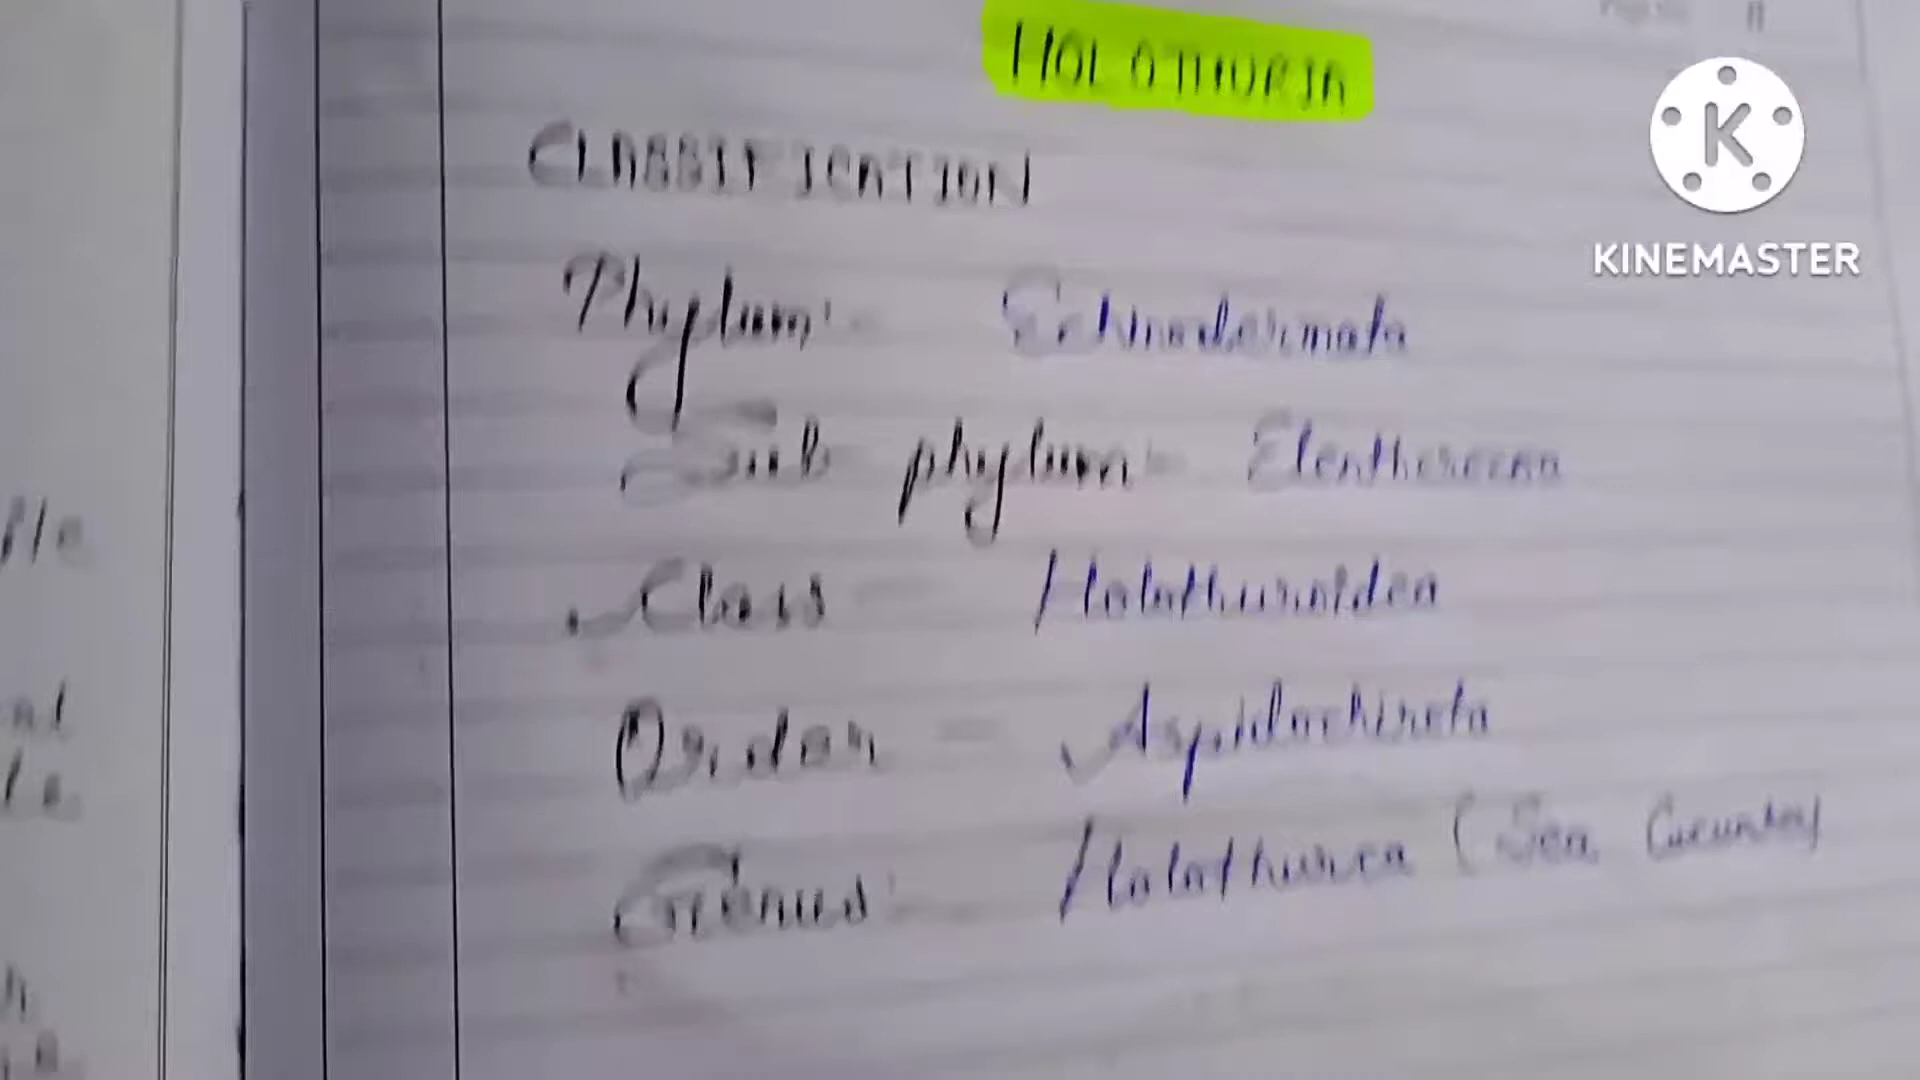 HOLOTHURIA
CLASSIFICATION
KINEMASTER
Phylum:- Echinodermata
Sub phylum:- Eleutherozoa
Class - Holothuroidea
Order - Aspidochirota
Genus:- Holothuria (Sea Cucumber)